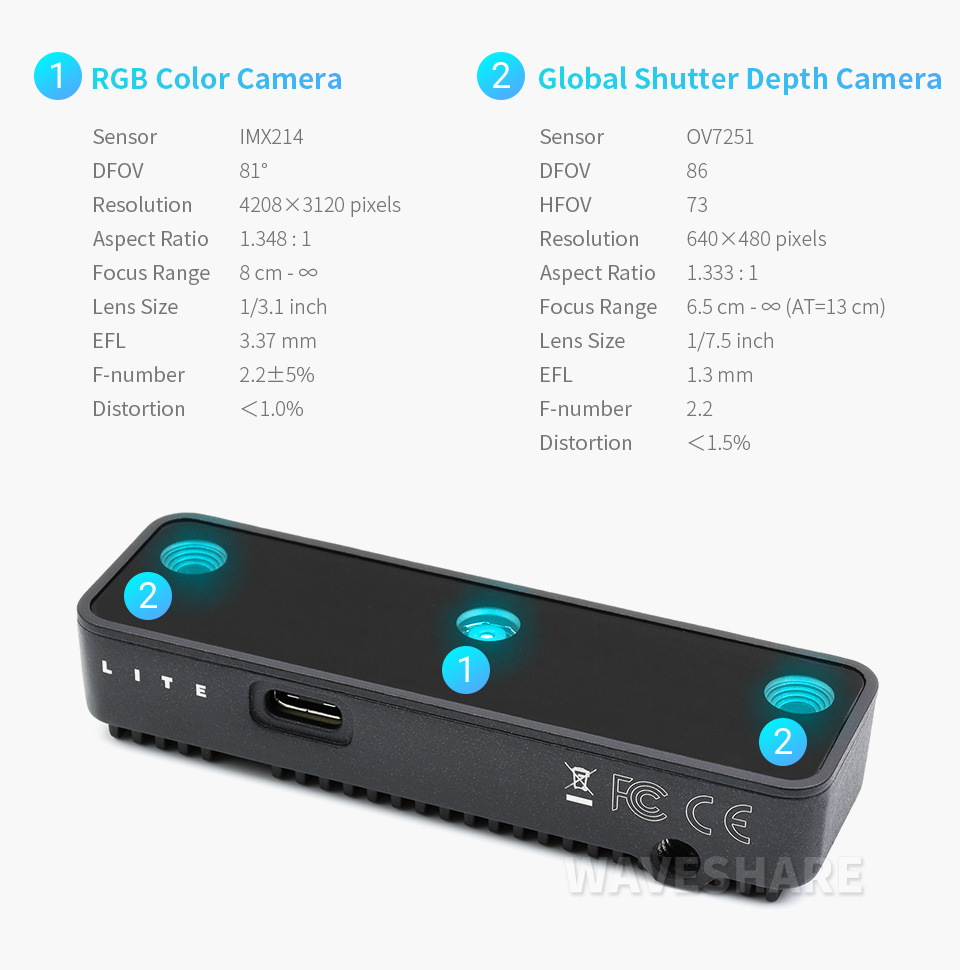 1 RGB Color Camera
Sensor IMX214
DFOV 81°
Resolution 4208×3120 pixels
Aspect Ratio 1.348 : 1
Focus Range 8 cm - ∞
Lens Size 1/3.1 inch
EFL 3.37 mm
F-number 2.2±5%
Distortion <1.0%
2 Global Shutter Depth Camera
Sensor OV7251
DFOV 86
HFOV 73
Resolution 640×480 pixels
Aspect Ratio 1.333 : 1
Focus Range 6.5 cm - ∞ (AT=13 cm)
Lens Size 1/7.5 inch
EFL 1.3 mm
F-number 2.2
Distortion <1.5%
2
1
2
LITE
FCC CE
WAVESHARE